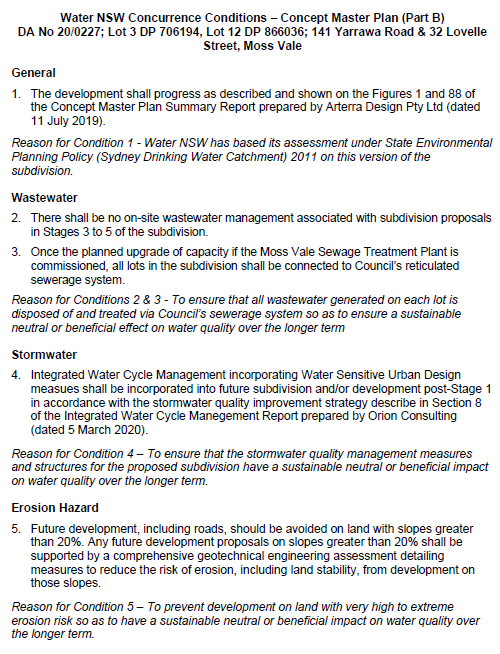 Water NSW Concurrence Conditions – Concept Master Plan (Part B)
DA No 20/0227; Lot 3 DP 706194, Lot 12 DP 866036; 141 Yarrawa Road & 32 Lovelle
Street, Moss Vale
General
1. The development shall progress as described and shown on the Figures 1 and 88 of
the Concept Master Plan Summary Report prepared by Arterra Design Pty Ltd (dated
11 July 2019).
Reason for Condition 1 - Water NSW has based its assessment under State Environmental
Planning Policy (Sydney Drinking Water Catchment) 2011 on this version of the
subdivision.
Wastewater
2. There shall be no on-site wastewater management associated with subdivision proposals
in Stages 3 to 5 of the subdivision.
3. Once the planned upgrade of capacity if the Moss Vale Sewage Treatment Plant is
commissioned, all lots in the subdivision shall be connected to Council's reticulated
sewerage system.
Reason for Conditions 2 & 3 - To ensure that all wastewater generated on each lot is
disposed of and treated via Council's sewerage system so as to ensure a sustainable
neutral or beneficial effect on water quality over the longer term
Stormwater
4. Integrated Water Cycle Management incorporating Water Sensitive Urban Design
measues shall be incorporated into future subdivision and/or development post-Stage 1
in accordance with the stormwater quality improvement strategy describe in Section 8
of the Integrated Water Cycle Manegement Report prepared by Orion Consulting
(dated 5 March 2020).
Reason for Condition 4 – To ensure that the stormwater quality management measures
and structures for the proposed subdivision have a sustainable neutral or beneficial impact
on water quality over the longer term.
Erosion Hazard
5. Future development, including roads, should be avoided on land with slopes greater
than 20%. Any future development proposals on slopes greater than 20% shall be
supported by a comprehensive geotechnical engineering assessment detailing
measures to reduce the risk of erosion, including land stability, from development on
those slopes.
Reason for Condition 5 – To prevent development on land with very high to extreme
erosion risk so as to have a sustainable neutral or beneficial impact on water quality over
the longer term.